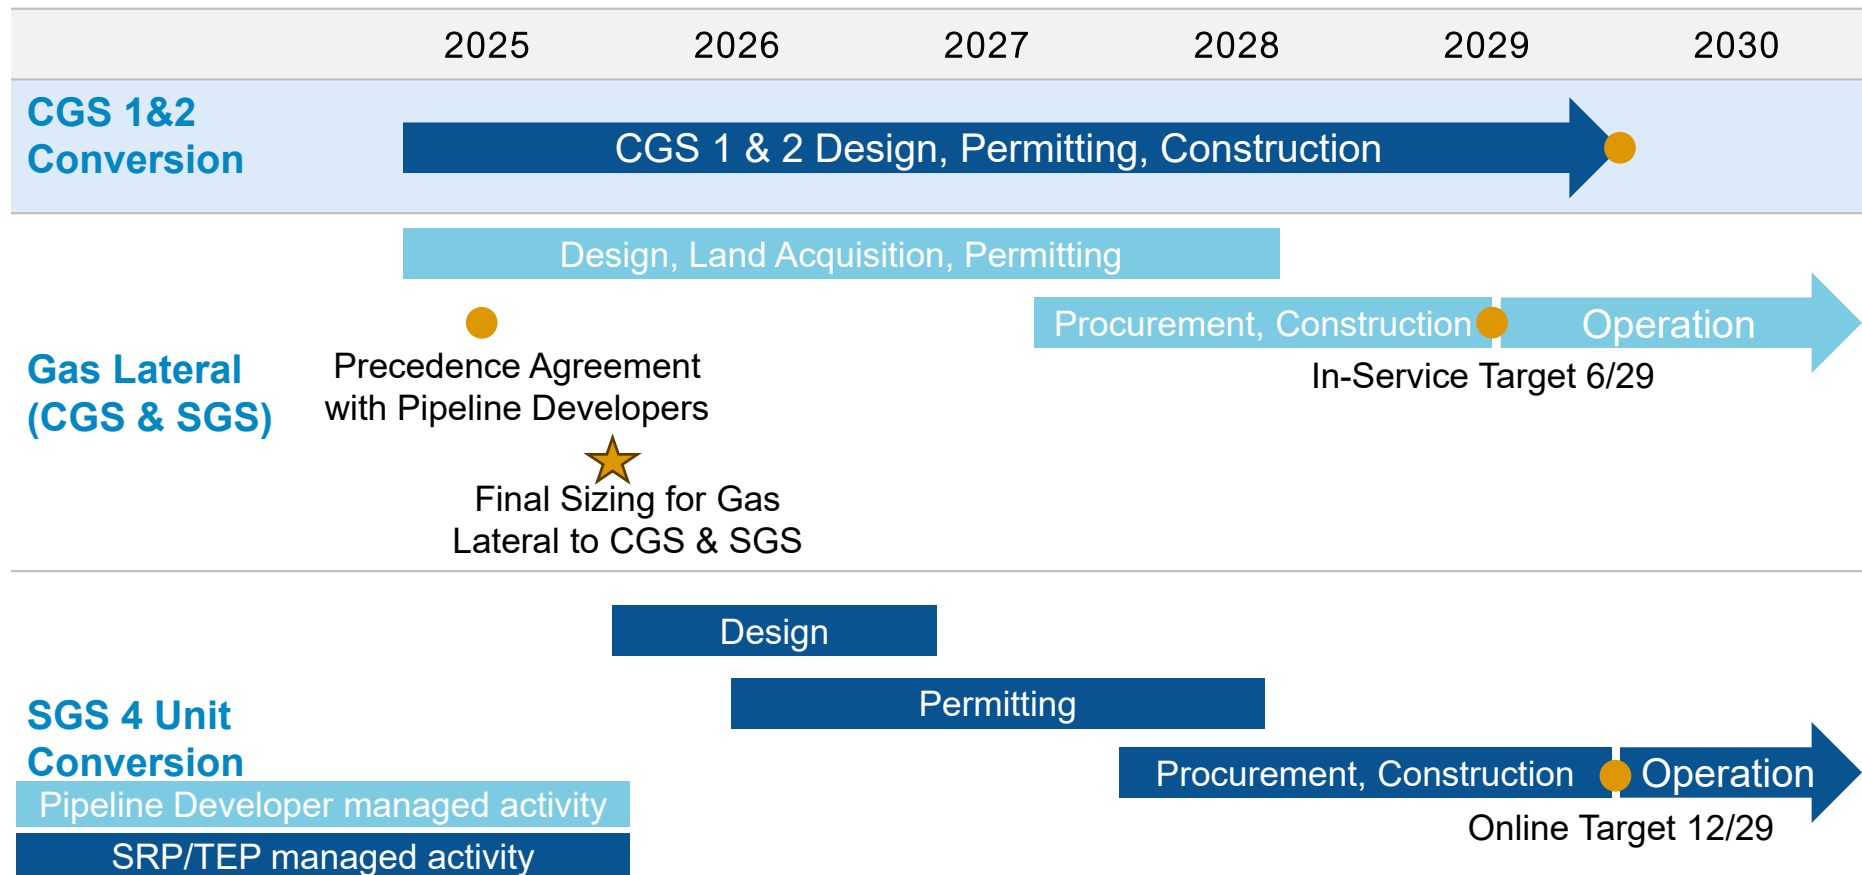 2025 2026 2027 2028 2029 2030
CGS 1&2
Conversion
CGS 1 & 2 Design, Permitting, Construction
Gas Lateral
(CGS & SGS)
Design, Land Acquisition, Permitting
Procurement, Construction
Operation
In-Service Target 6/29
Precedence Agreement
with Pipeline Developers
Final Sizing for Gas
Lateral to CGS & SGS
SGS 4 Unit
Conversion
Design
Permitting
Procurement, Construction
Operation
Online Target 12/29
Pipeline Developer managed activity
SRP/TEP managed activity